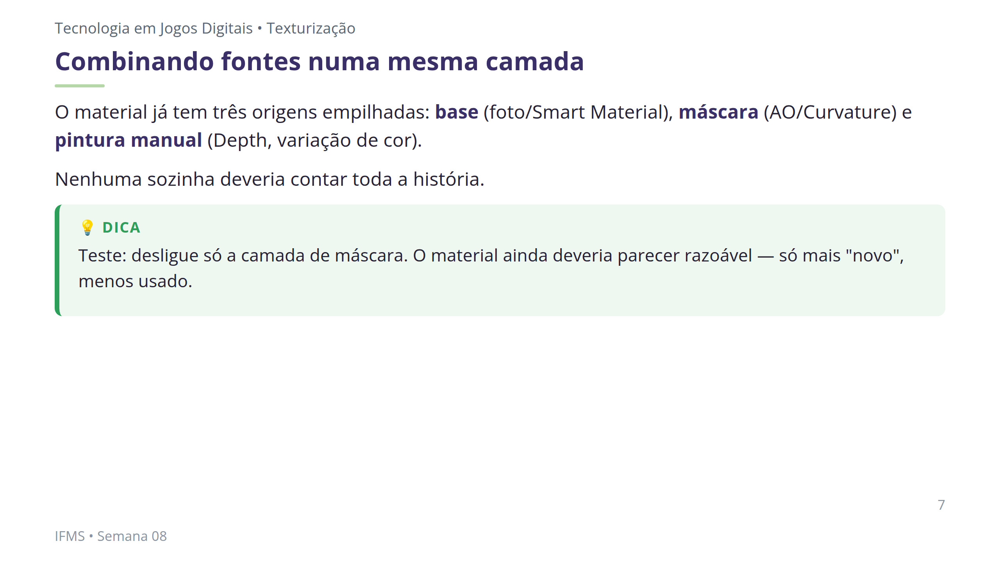 Tecnologia em Jogos Digitais • Texturização
Combinando fontes numa mesma camada
O material já tem três origens empilhadas: base (foto/Smart Material), máscara (AO/Curvature) e
pintura manual (Depth, variação de cor).
Nenhuma sozinha deveria contar toda a história.
💡 DICA
Teste: desligue só a camada de máscara. O material ainda deveria parecer razoável — só mais "novo",
menos usado.
7
IFMS • Semana 08